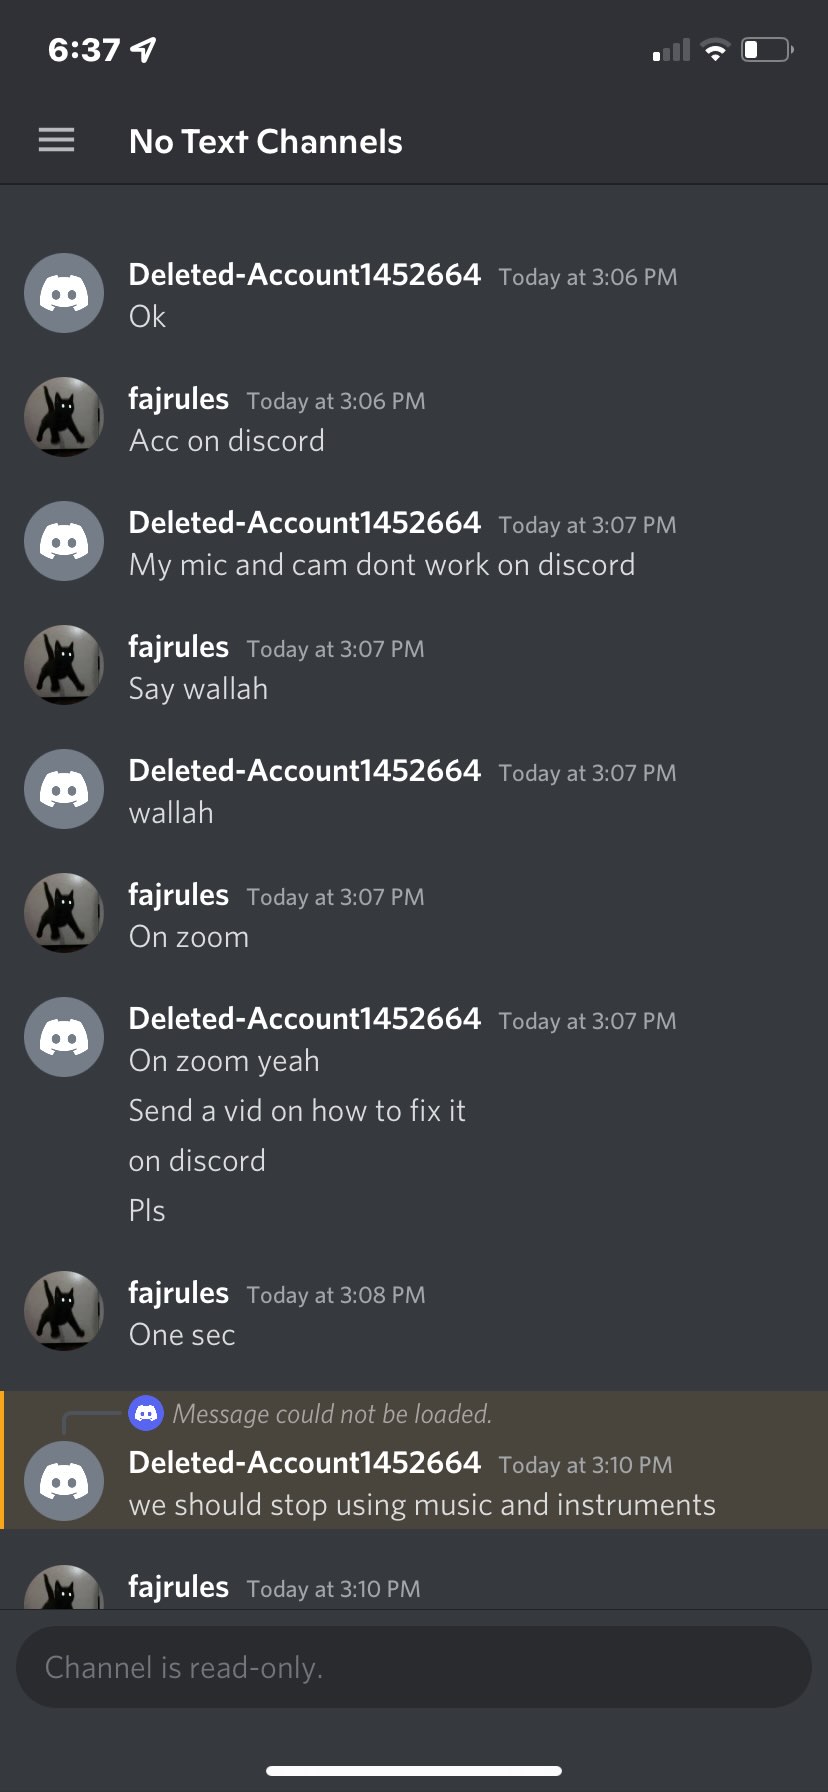 6:37
No Text Channels
Deleted-Account1452664 Today at 3:06 PM
Ok
fajrules Today at 3:06 PM
Acc on discord
Deleted-Account1452664 Today at 3:07 PM
My mic and cam dont work on discord
fajrules Today at 3:07 PM
Say wallah
Deleted-Account1452664 Today at 3:07 PM
wallah
fajrules Today at 3:07 PM
On zoom
Deleted-Account1452664 Today at 3:07 PM
On zoom yeah
Send a vid on how to fix it
on discord
Pls
fajrules Today at 3:08 PM
One sec
Message could not be loaded.
Deleted-Account1452664 Today at 3:10 PM
we should stop using music and instruments
fajrules Today at 3:10 PM
Channel is read-only.